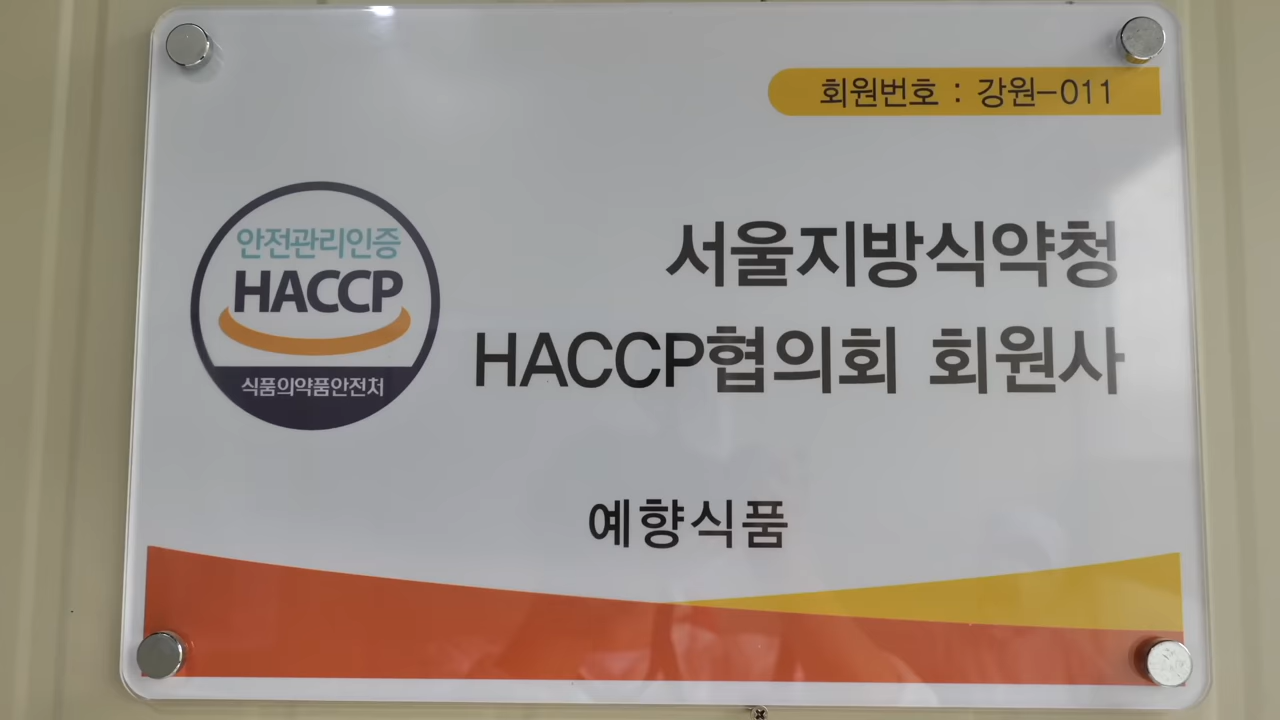 회원번호 : 강원-011
안전관리인증
HACCP
식품의약품안전처
서울지방식약청
HACCP협의회 회원사
예향식품